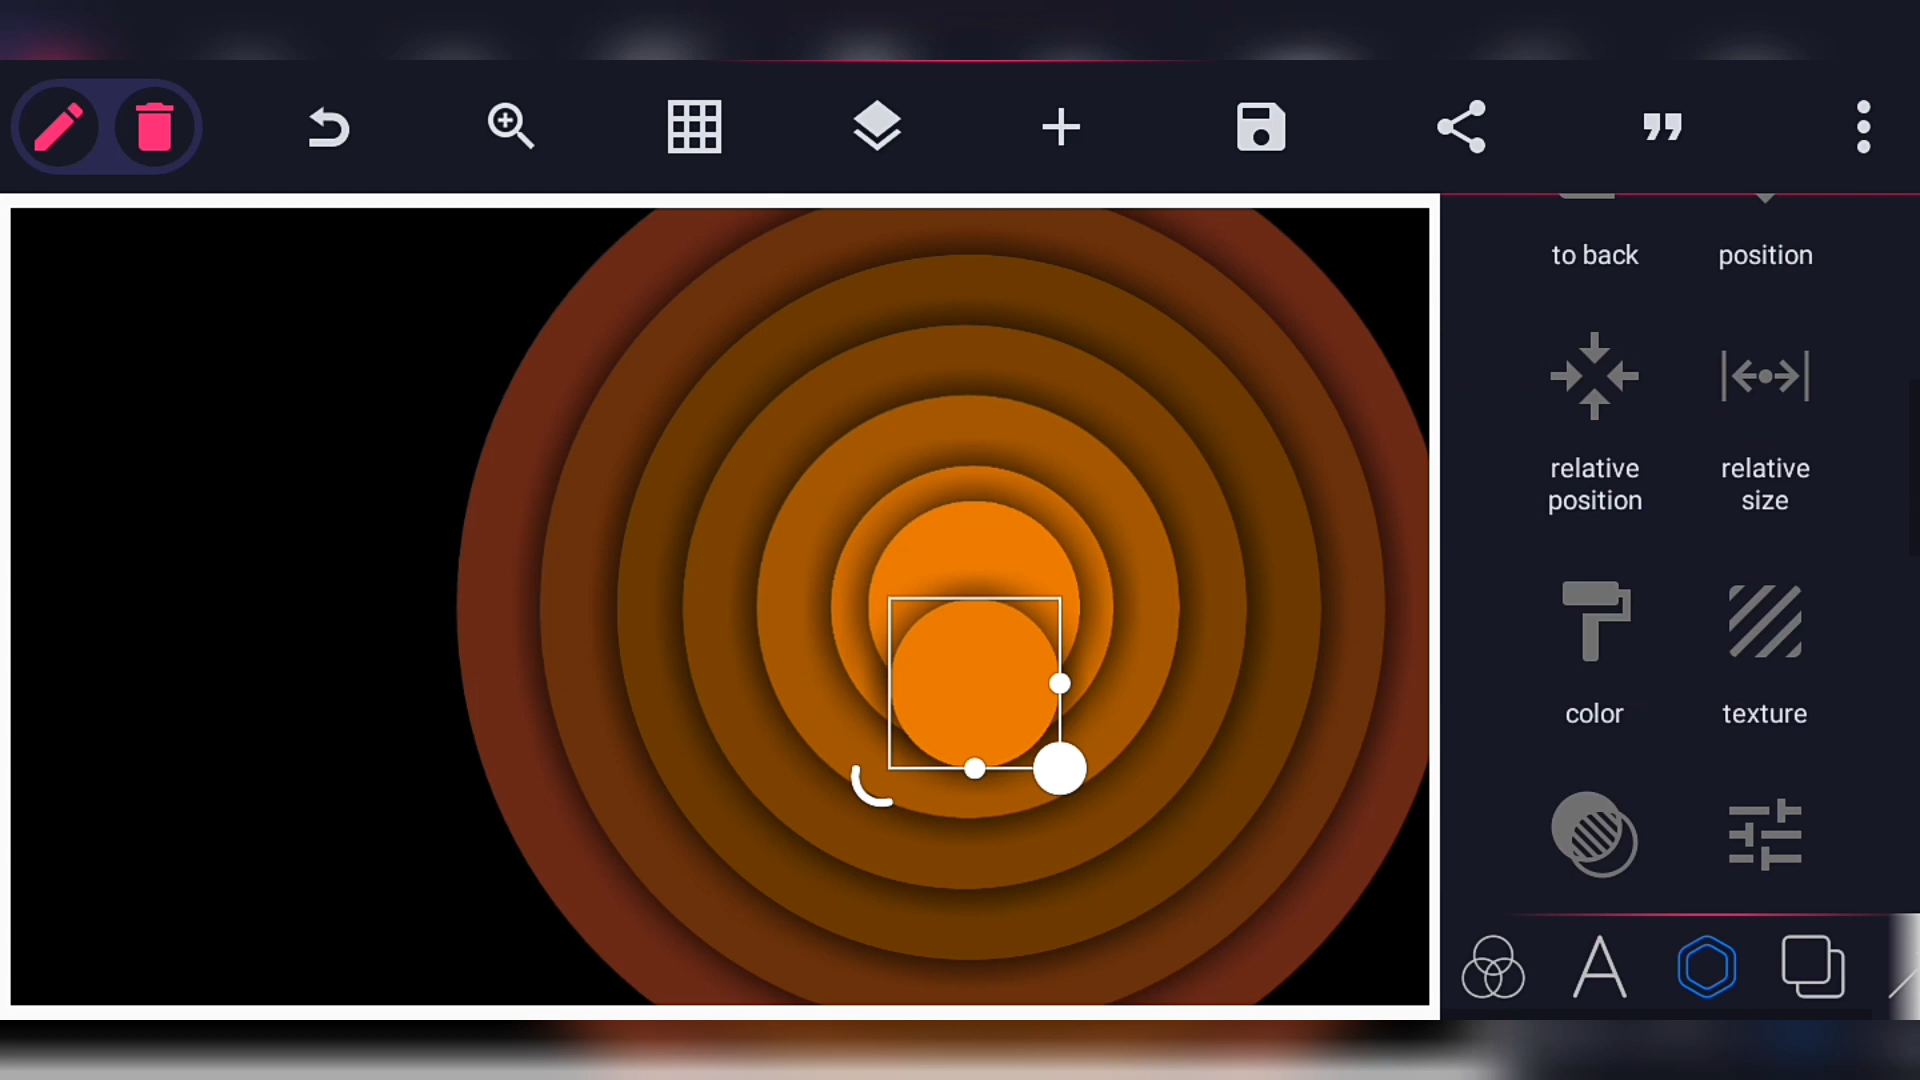 to back
position
relative
position
relative
size
color
texture